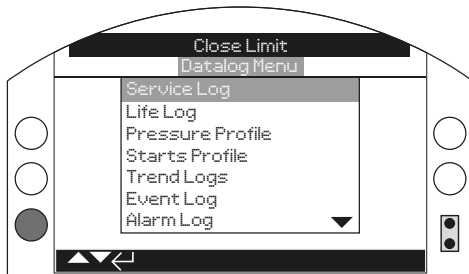 Close Limit
Datalog Menu
Service Log
Life Log
Pressure Profile
Starts Profile
Trend Logs
Event Log
Alarm Log